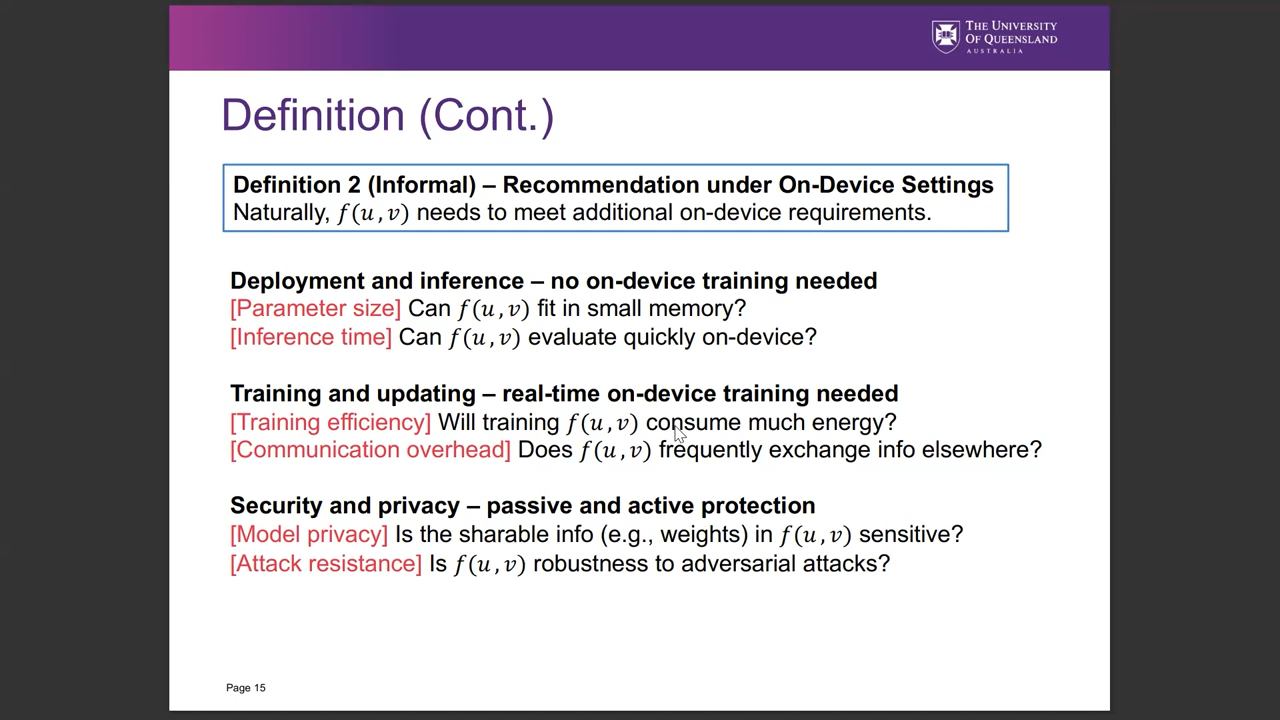 THE UNIVERSITY
OF QUEENSLAND
AUSTRALIA
Definition (Cont.)
Definition 2 (Informal) – Recommendation under On-Device Settings
Naturally, f(u,v) needs to meet additional on-device requirements.
Deployment and inference – no on-device training needed
[Parameter size] Can f(u,v) fit in small memory?
[Inference time] Can f(u,v) evaluate quickly on-device?
Training and updating – real-time on-device training needed
[Training efficiency] Will training f(u,v) consume much energy?
[Communication overhead] Does f(u,v) frequently exchange info elsewhere?
Security and privacy – passive and active protection
[Model privacy] Is the sharable info (e.g., weights) in f(u,v) sensitive?
[Attack resistance] Is f(u,v) robustness to adversarial attacks?
Page 15